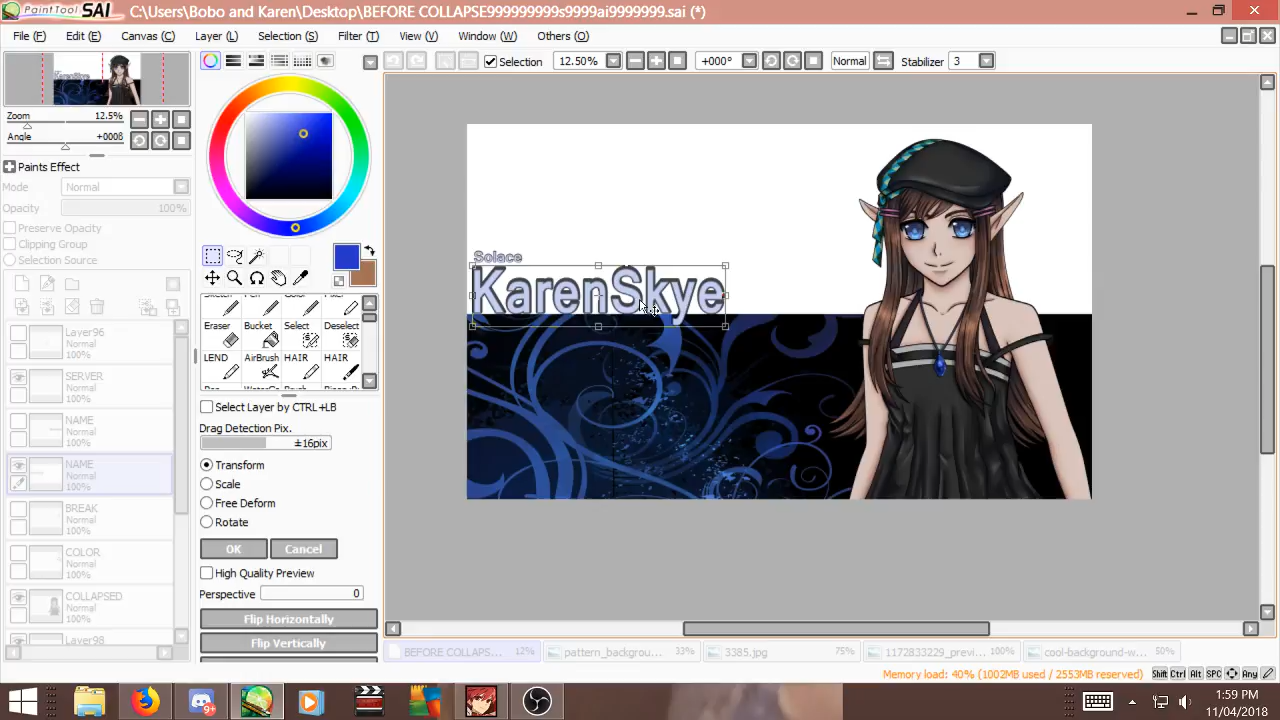 PaintTool SAI C:\Users\Bobo and Karen\Desktop\BEFORE COLLAPSE999999999s9999ai9999999.sai (*)
File (F) Edit (E) Canvas (C) Layer (L) Selection (S) Filter (T) View (V) Window (W) Others (O)
Selection 12.50% +000° Normal Stabilizer 3
Zoom 12.5%
Angle +000ß
Paints Effect
Mode Normal
Opacity 100%
Preserve Opacity
Clipping Group
Selection Source
Layer96
Normal
100%
SERVER
Normal
100%
NAME
Normal
100%
NAME
Normal
100%
BREAK
Normal
100%
COLOR
Normal
100%
COLLAPSED
Normal
100%
Layer98
Eraser Bucket Select Deselect
LEND AirBrush HAIR HAIR
Select Layer by CTRL+LB
Drag Detection Pix.
±16pix
Transform
Scale
Free Deform
Rotate
OK Cancel
High Quality Preview
Perspective 0
Flip Horizontally
Flip Vertically
Solace
KarenSkye
BEFORE COLLAPS... 12% pattern_backgrou... 33% 3385.jpg 75% 1172833229_previ... 100% cool-background-w... 50%
Memory load: 40% (1002MB used / 2553MB reserved) Shift Ctrl Alt SPC Any
9+
1:59 PM
11/04/2018